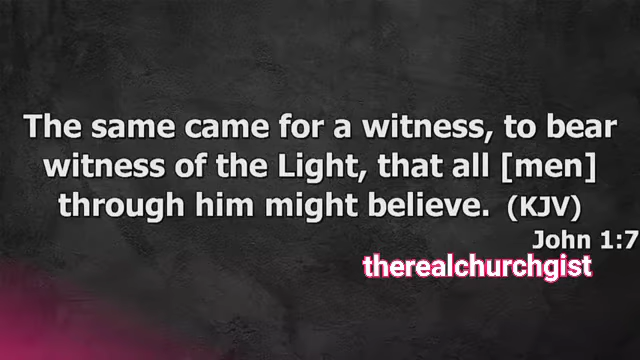 The same came for a witness, to bear
witness of the Light, that all [men]
through him might believe. (KJV)
John 1:7
therealchurchgist